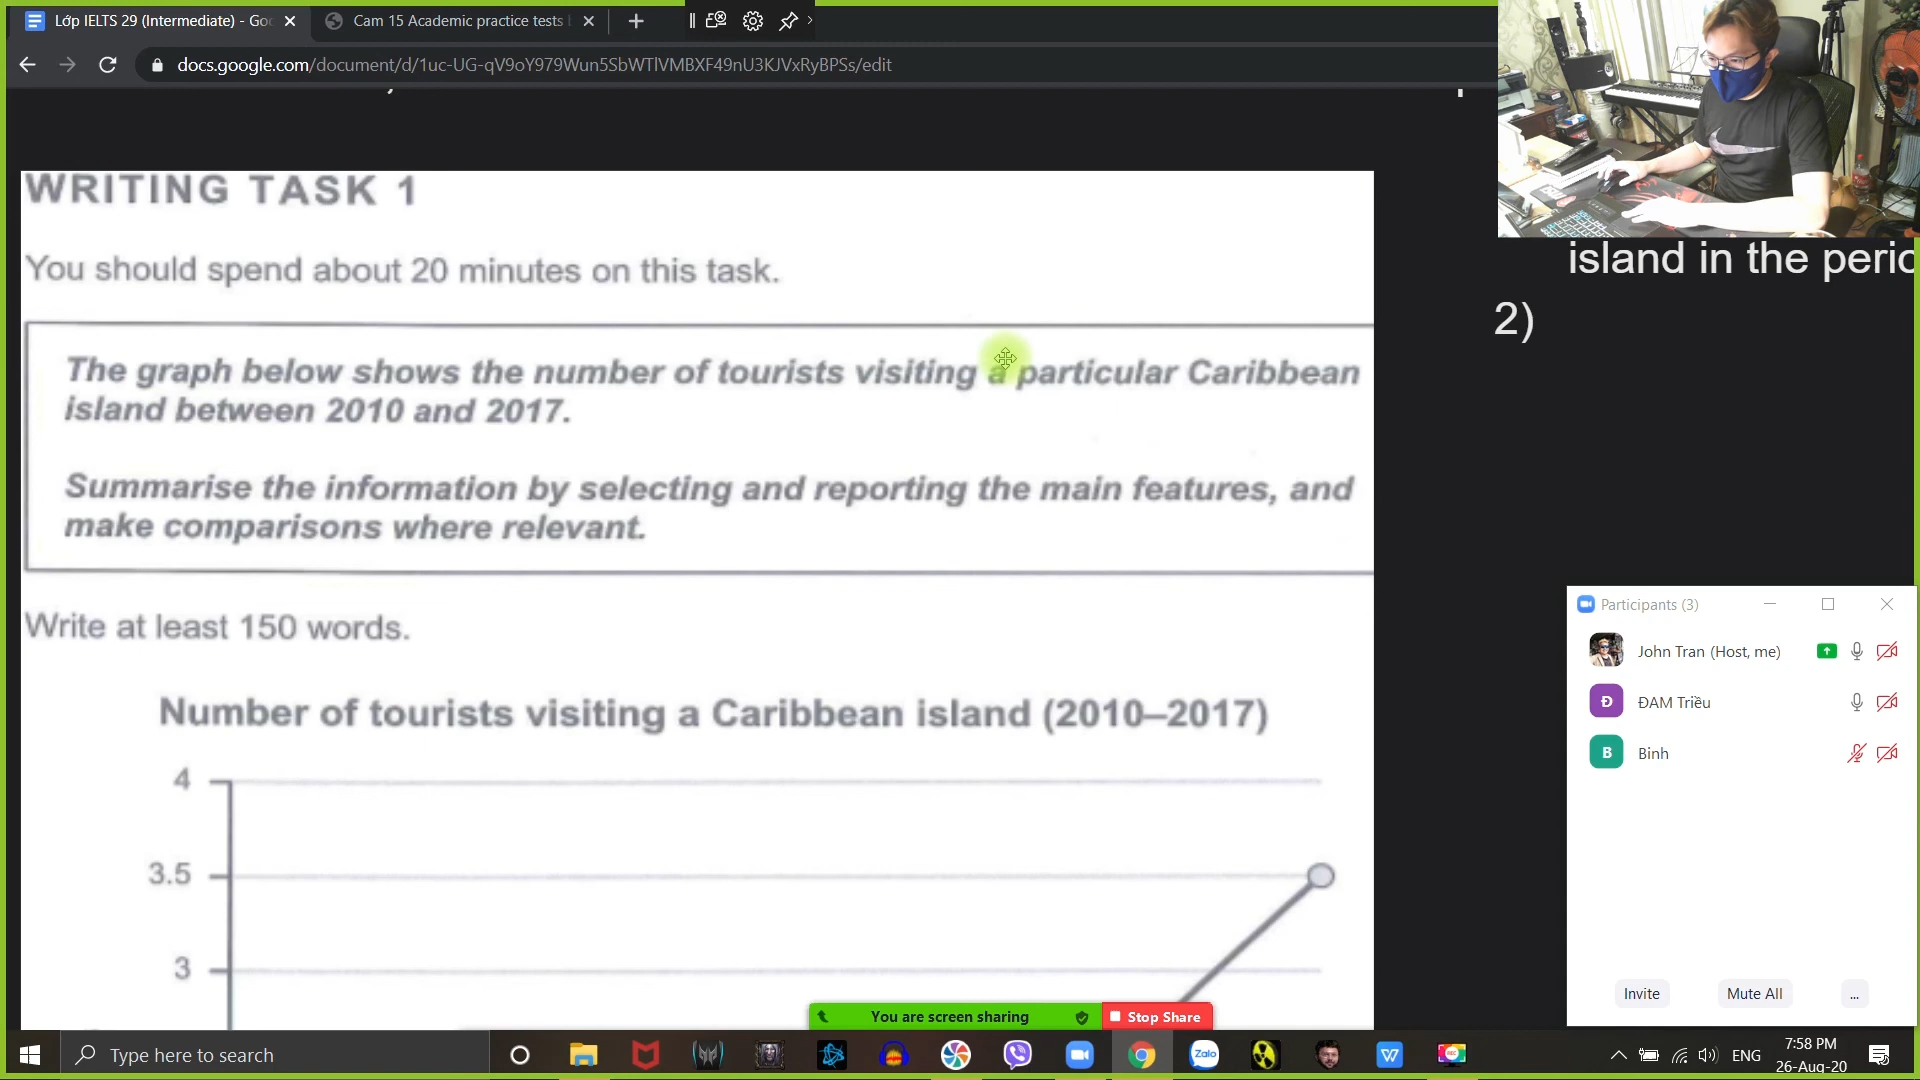 Lớp IELTS 29 (Intermediate) - Goo
Cam 15 Academic practice tests
docs.google.com/document/d/1uc-UG-qV9oY979Wun5SbWTlVMBXF49nU3KJVxRyBPSs/edit
WRITING TASK 1
You should spend about 20 minutes on this task.
island in the peric
2)
The graph below shows the number of tourists visiting a particular Caribbean
island between 2010 and 2017.
Summarise the information by selecting and reporting the main features, and
make comparisons where relevant.
Write at least 150 words.
Number of tourists visiting a Caribbean island (2010–2017)
4
3.5
3
Participants (3)
John Tran (Host, me)
Đ
ĐAM Triều
B
Binh
Invite
Mute All
...
You are screen sharing
Stop Share
Type here to search
Zalo
ENG
7:58 PM
26-Aug-20